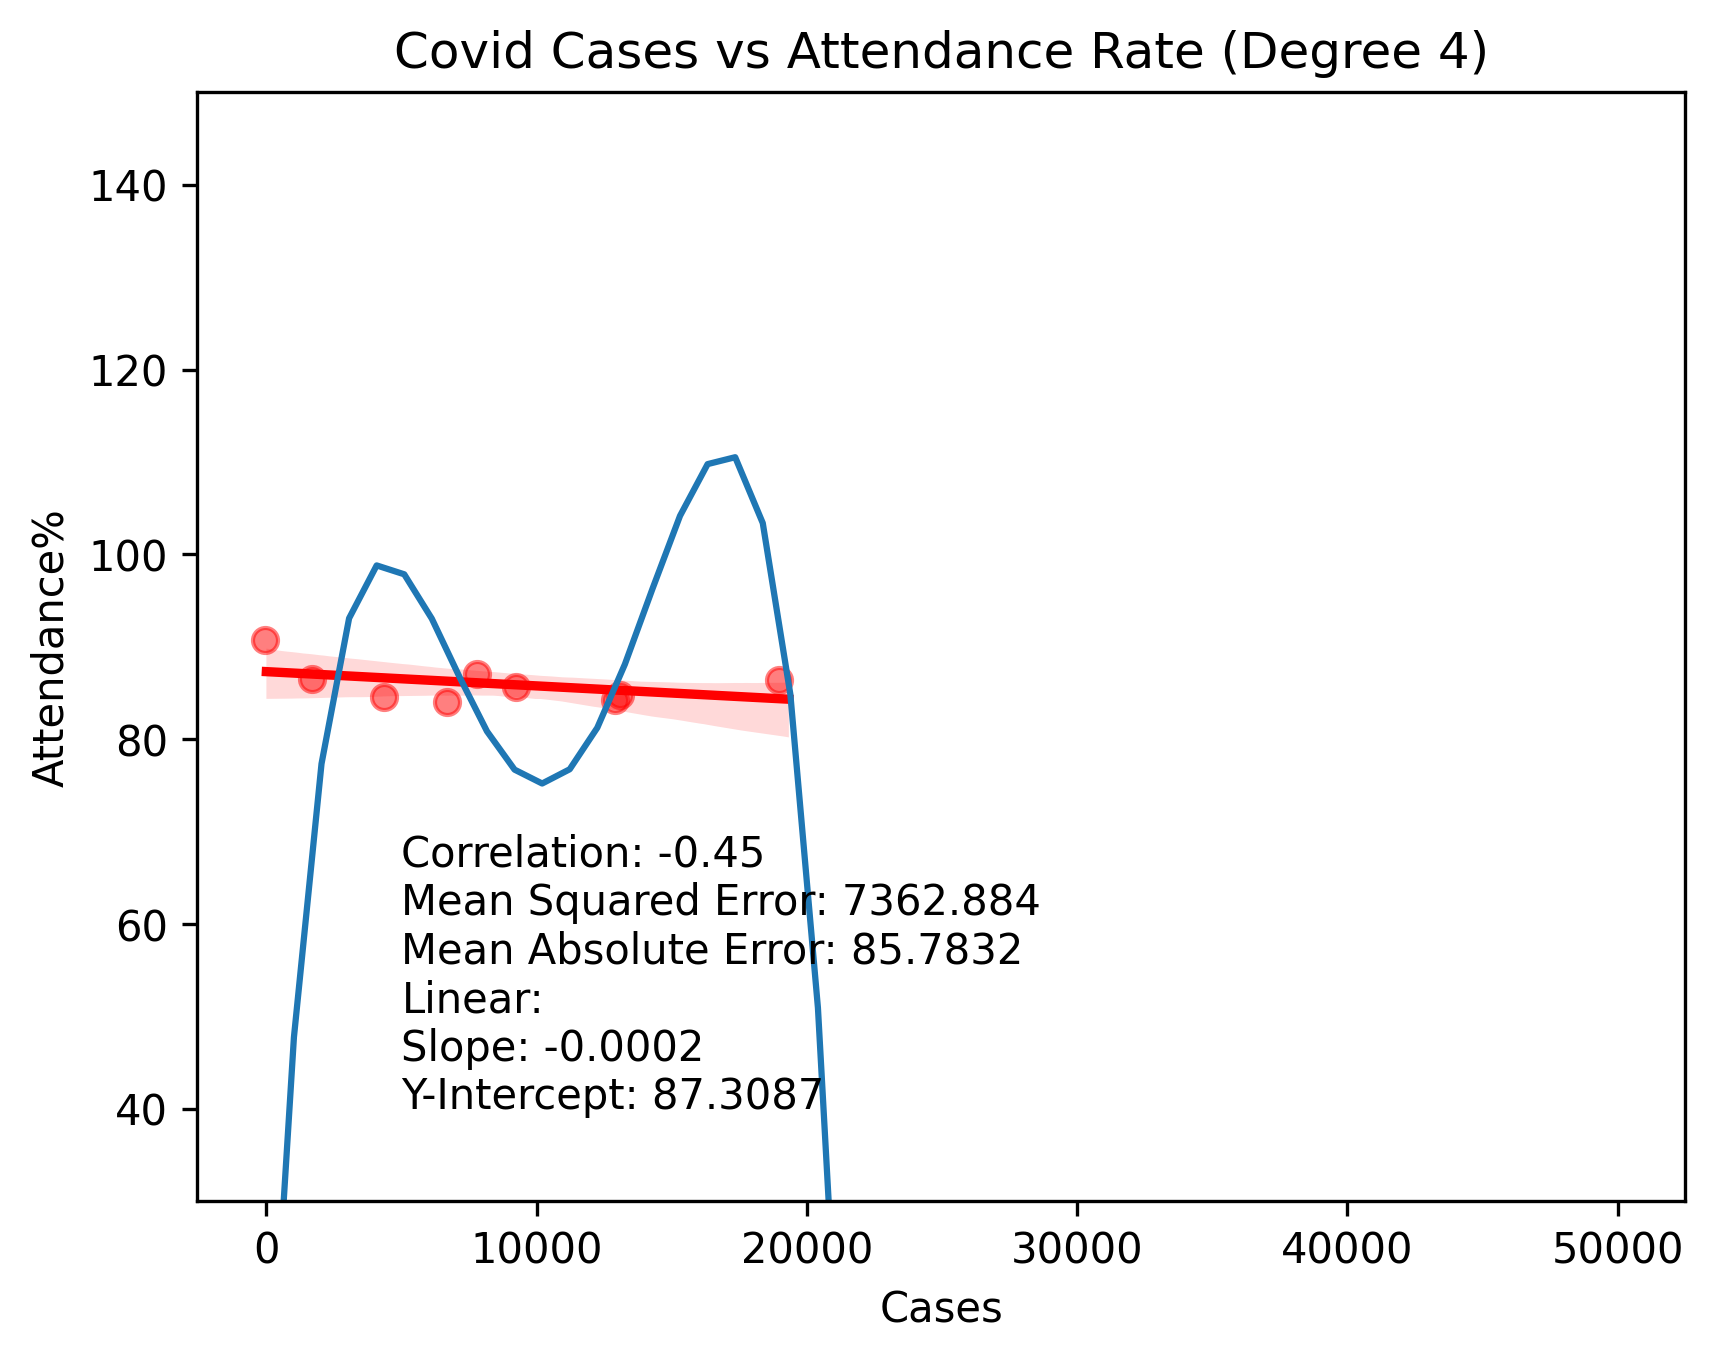 Covid Cases vs Attendance Rate (Degree 4)
140
120
100
80
60
40
Attendance%
Correlation: -0.45
Mean Squared Error: 7362.884
Mean Absolute Error: 85.7832
Linear:
Slope: -0.0002
Y-Intercept: 87.3087
0 10000 20000 30000 40000 50000
Cases